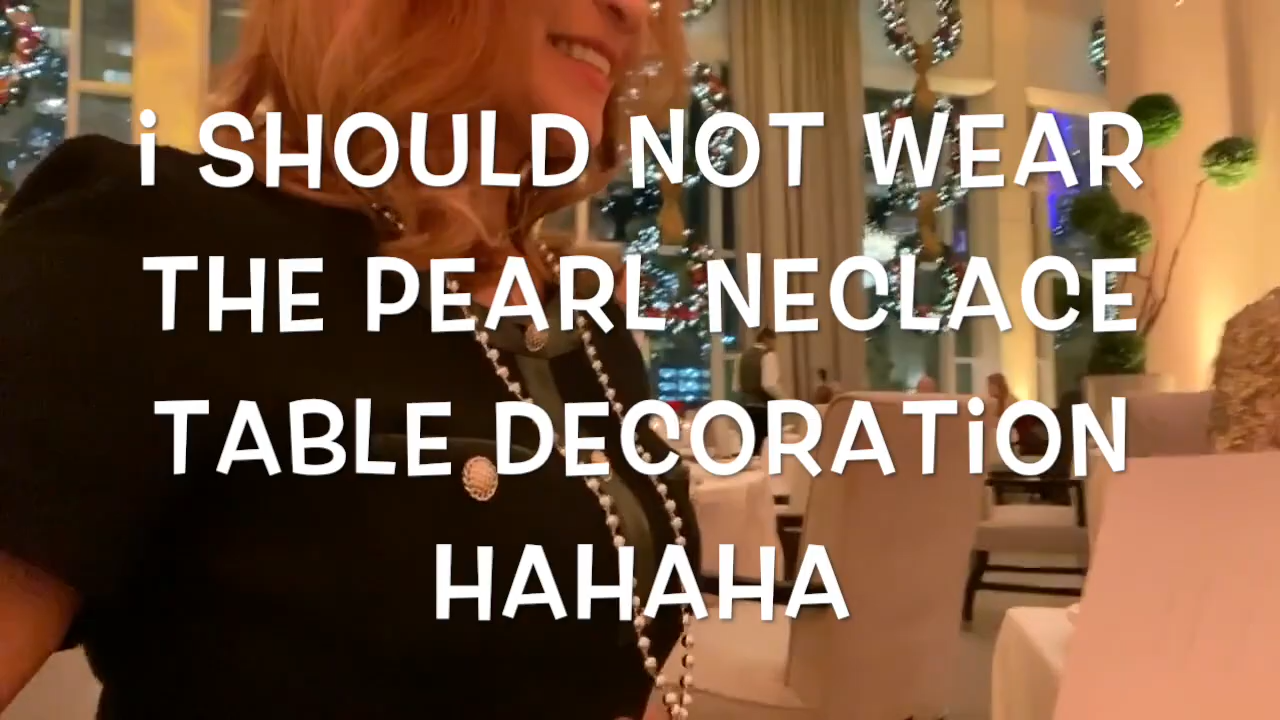 i SHOULD NOT WEAR
THE PEARL NECLACE
TABLE DECORATiON
HAHAHA